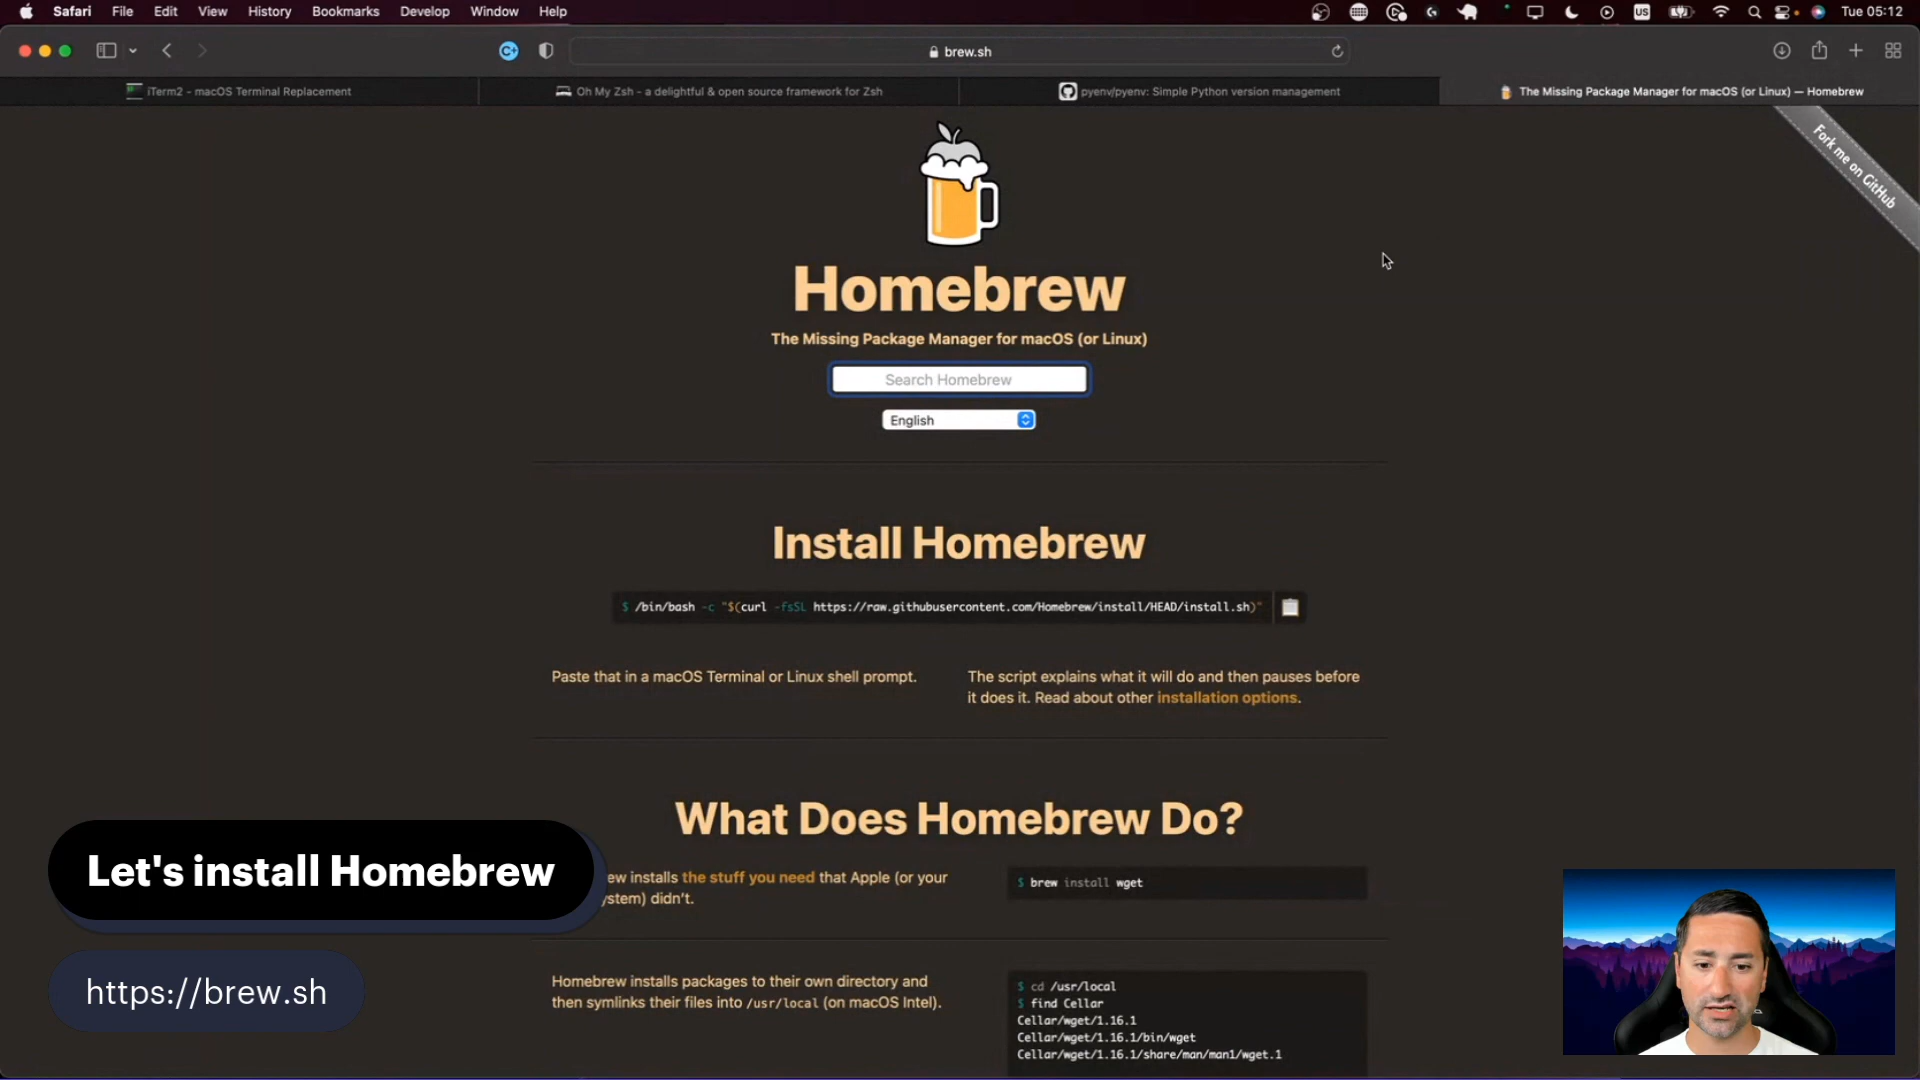 Safari File Edit View History Bookmarks Develop Window Help
US
Tue 05:12
brew.sh
iTerm2 - macOS Terminal Replacement
Oh My Zsh - a delightful & open source framework for Zsh
pyenv/pyenv: Simple Python version management
The Missing Package Manager for macOS (or Linux) — Homebrew
Fork me on GitHub
Homebrew
The Missing Package Manager for macOS (or Linux)
Search Homebrew
English
Install Homebrew
$ /bin/bash -c "$(curl -fsSL https://raw.githubusercontent.com/Homebrew/install/HEAD/install.sh)"
Paste that in a macOS Terminal or Linux shell prompt.
The script explains what it will do and then pauses before
it does it. Read about other installation options.
What Does Homebrew Do?
ew installs the stuff you need that Apple (or your
ystem) didn't.
$ brew install wget
Homebrew installs packages to their own directory and
then symlinks their files into /usr/local (on macOS Intel).
$ cd /usr/local
$ find Cellar
Cellar/wget/1.16.1
Cellar/wget/1.16.1/bin/wget
Cellar/wget/1.16.1/share/man/man1/wget.1
Let's install Homebrew
https://brew.sh